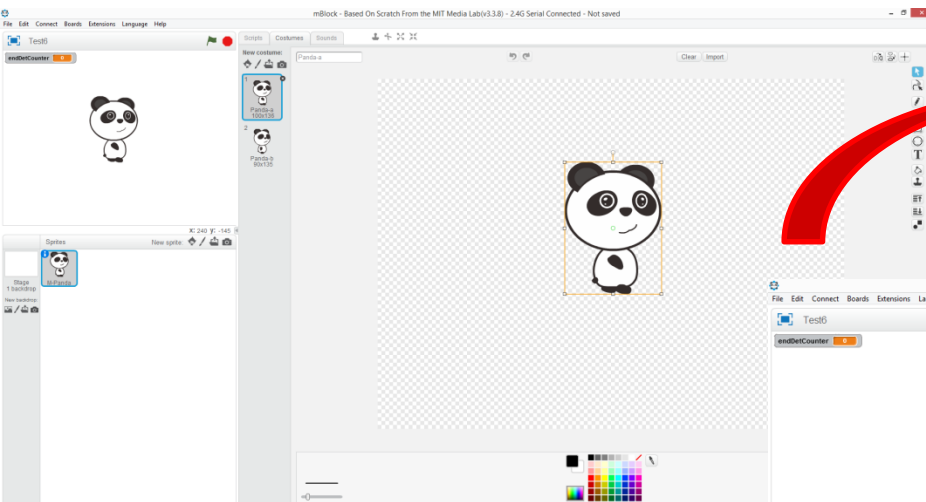 mBlock - Based On Scratch From the MIT Media Lab(v3.3.8) - 2.4G Serial Connected - Not saved
File Edit Connect Boards Extensions Language Help
Test6
Scripts Costumes Sounds
endDetCounter 0
New costume:
Panda-a
Clear Import
1
Panda-a
100x126
2
Panda-b
90x135
T
X: 240 y: -145
Sprites New sprite:
Stage
1 backdrop
M-Panda
New backdrop
File Edit Connect Boards Extensions La
Test6
endDetCounter 0